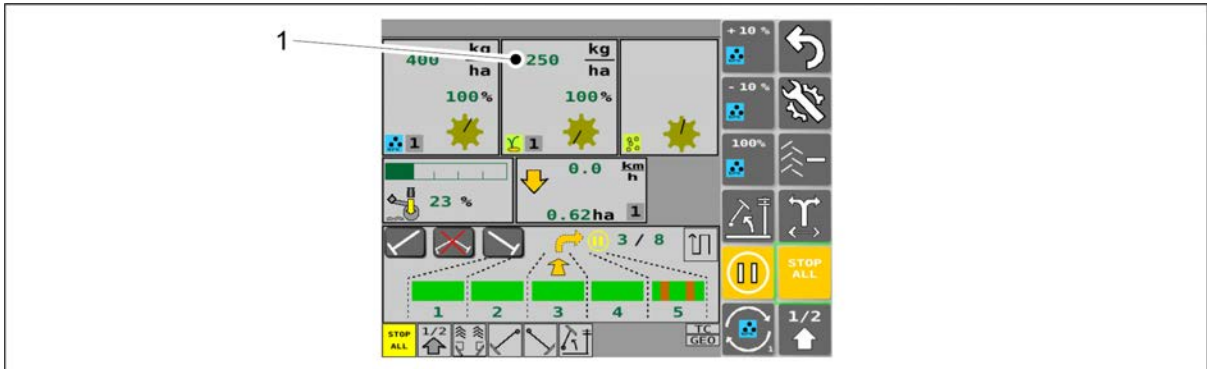 1
400 kg/ha
100%
1
250 kg/ha
100%
1
23 %
0.0 km/h
0.62ha 1
3 / 8
1 2 3 4 5
STOP ALL
1/2
TC
GEO
+ 10 %
- 10 %
100%
STOP ALL
1
1/2